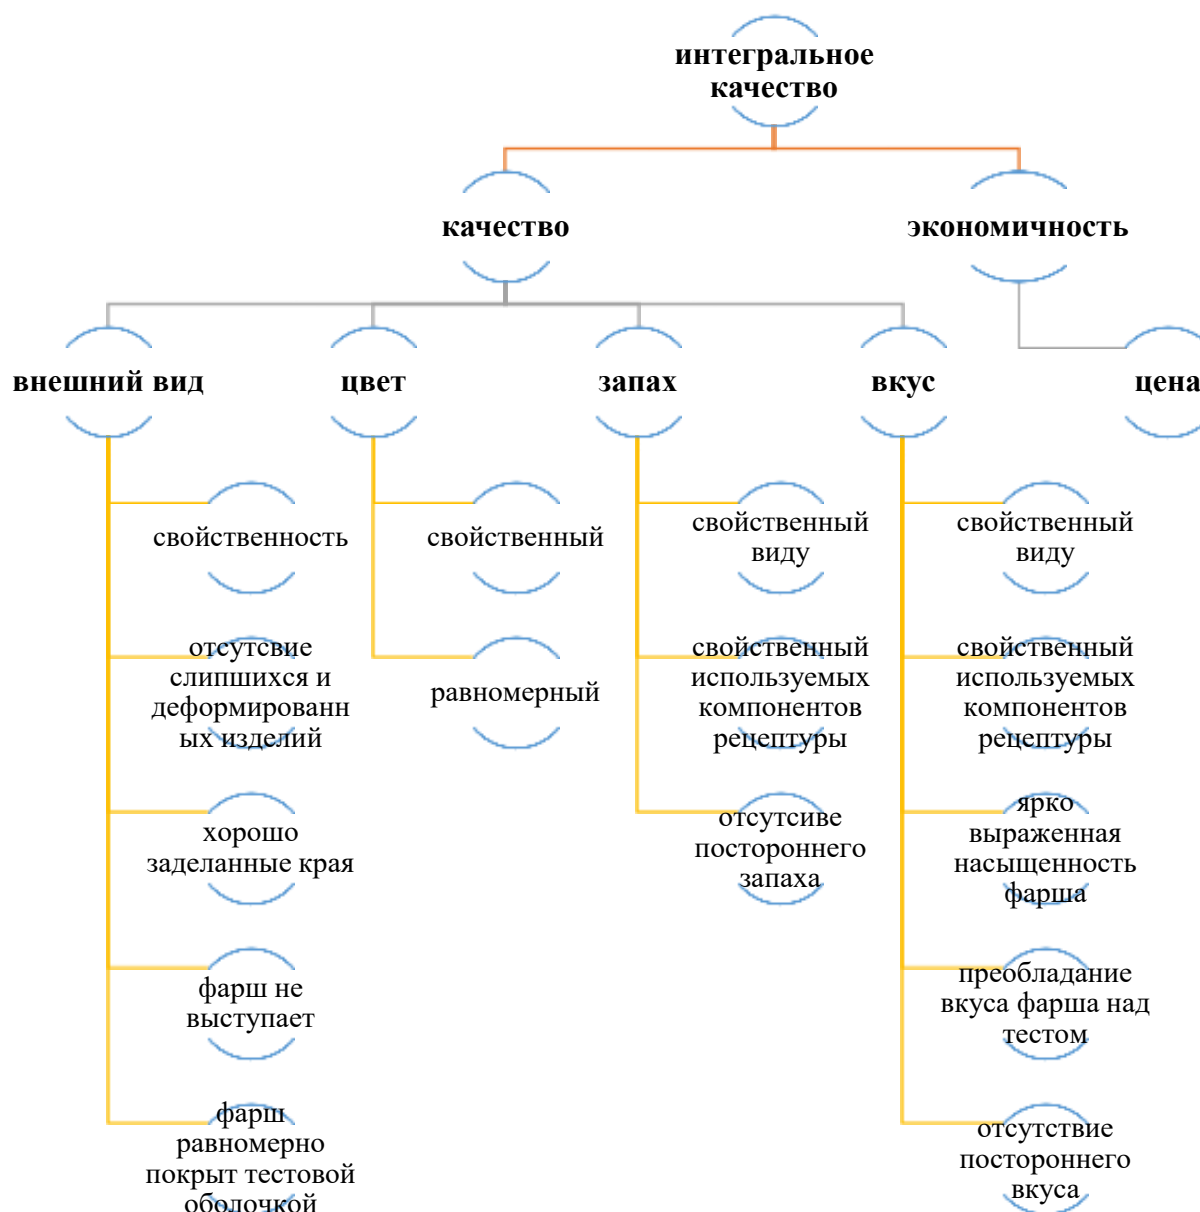 интегральное
качество
качество
экономичность
внешний вид
цвет
запах
вкус
цена
свойственность
отсутсвие
слипшихся и
деформированн
ых изделий
хорошо
заделанные края
фарш не
выступает
фарш
равномерно
покрыт тестовой
оболочкой
свойственный
равномерный
свойственный
виду
свойственный
используемых
компонентов
рецептуры
отсутсиве
постороннего
запаха
свойственный
виду
свойственный
используемых
компонентов
рецептуры
ярко
выраженная
насыщенность
фарша
преобладание
вкуса фарша над
тестом
отсутствие
постороннего
вкуса